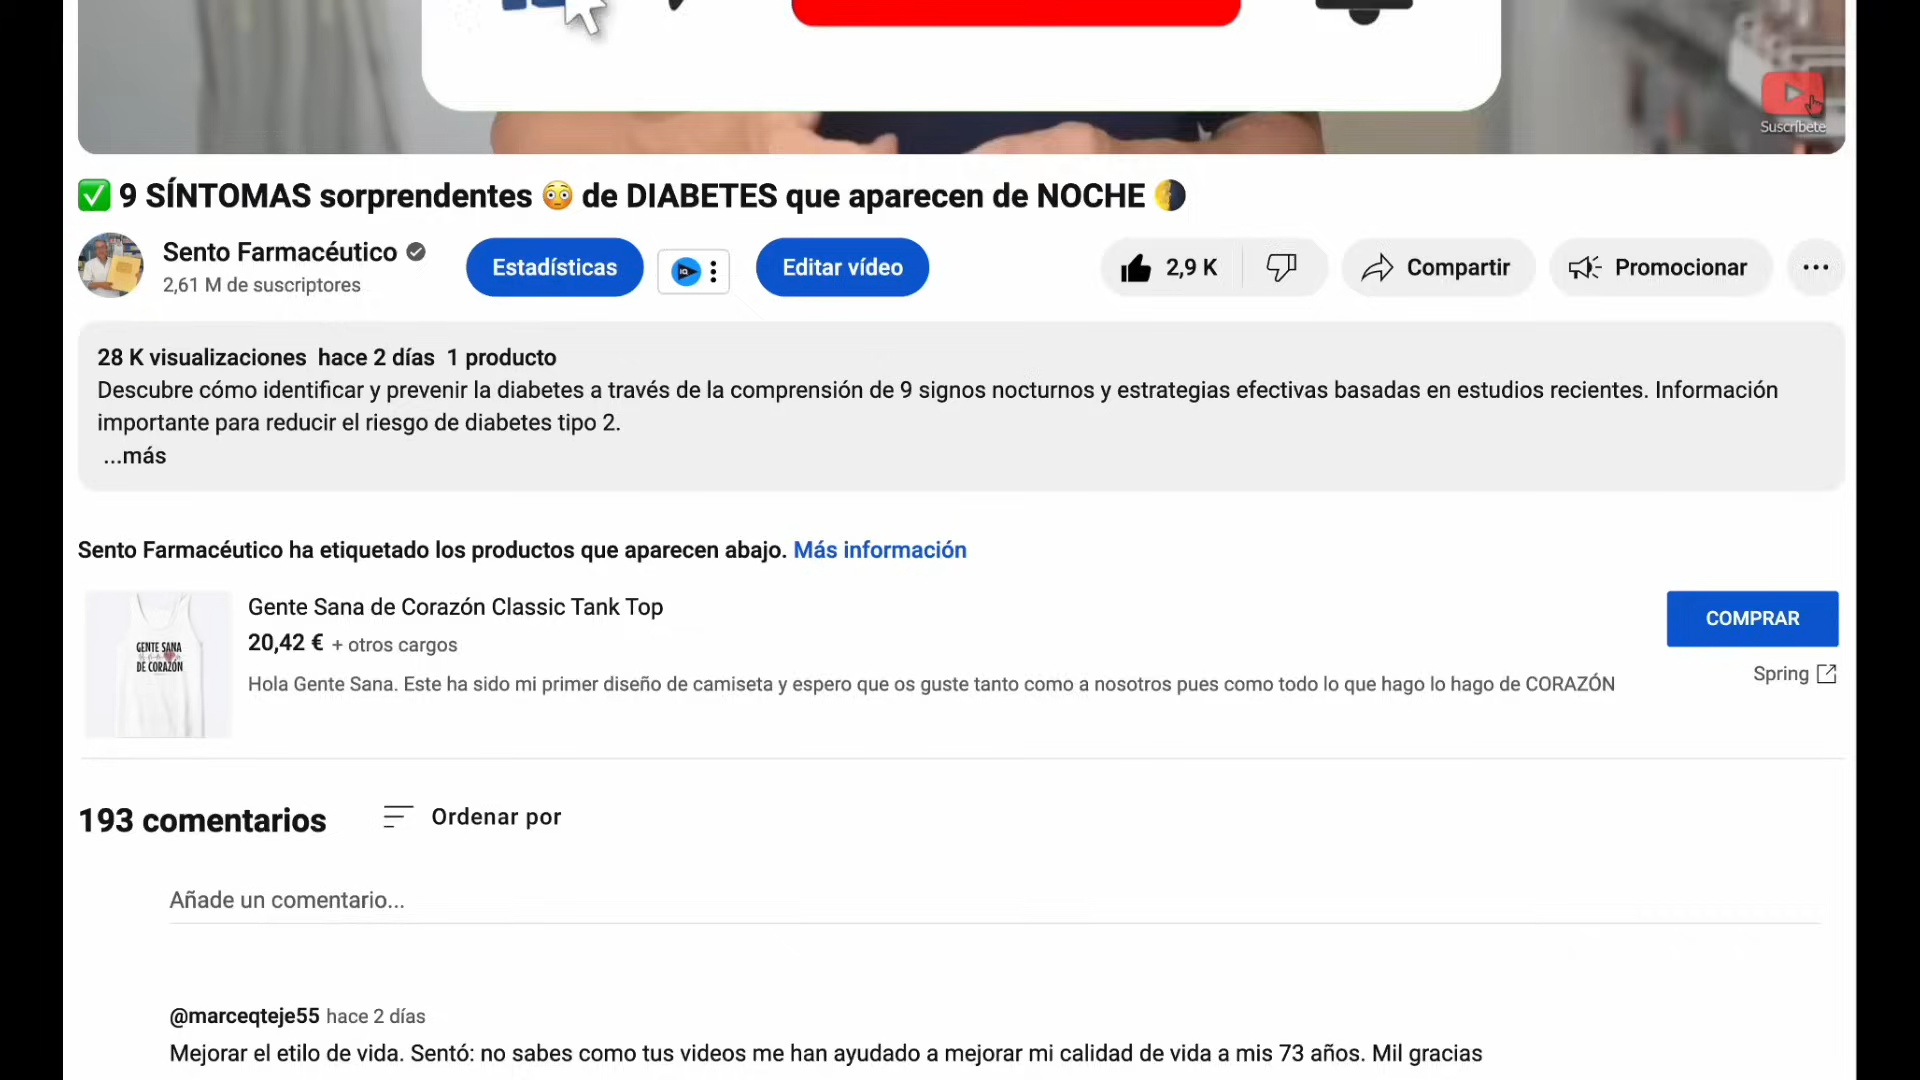 Suscríbete
✅ 9 SÍNTOMAS sorprendentes 😳 de DIABETES que aparecen de NOCHE 🌗
Sento Farmacéutico
2,61 M de suscriptores
Estadísticas
Editar vídeo
2,9 K
Compartir
Promocionar
28 K visualizaciones hace 2 días 1 producto
Descubre cómo identificar y prevenir la diabetes a través de la comprensión de 9 signos nocturnos y estrategias efectivas basadas en estudios recientes. Información
importante para reducir el riesgo de diabetes tipo 2.
...más
Sento Farmacéutico ha etiquetado los productos que aparecen abajo. Más información
GENTE SANA
DE CORAZÓN
Gente Sana de Corazón Classic Tank Top
20,42 € + otros cargos
Hola Gente Sana. Este ha sido mi primer diseño de camiseta y espero que os guste tanto como a nosotros pues como todo lo que hago lo hago de CORAZÓN
COMPRAR
Spring
193 comentarios
Ordenar por
Añade un comentario...
@marceqteje55 hace 2 días
Mejorar el etilo de vida. Sentó: no sabes como tus videos me han ayudado a mejorar mi calidad de vida a mis 73 años. Mil gracias